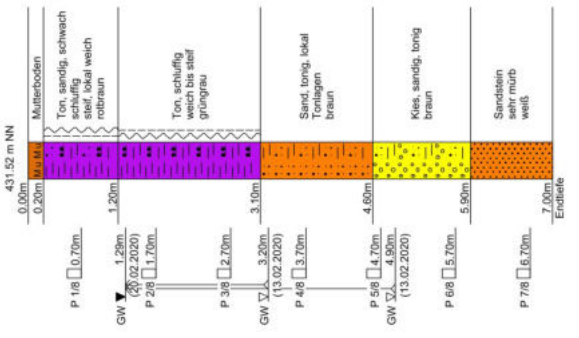 431.52 m NN
0.00m
0.20m
Mu Mu
Mutterboden
P 1/8 0.70m
1.20m
Ton, sandig, schwach
schluffig
steif, lokal weich
rotbraun
GW 1.29m
(20.02.2020)
P 2/8 1.70m
P 3/8 2.70m
3.10m
Ton, schluffig
weich bis steif
grüngrau
GW 3.20m
(13.02.2020)
P 4/8 3.70m
4.60m
Sand, tonig, lokal
Tonlagen
braun
P 5/8 4.70m
GW 4.90m
(13.02.2020)
P 6/8 5.70m
5.90m
Kies, sandig, tonig
braun
P 7/8 6.70m
7.00m
Sandstein
sehr mürb
weiß
Endtiefe